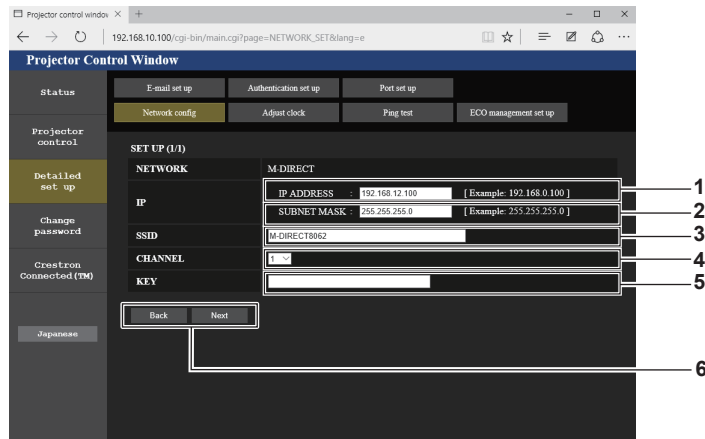 Projector control window
192.168.10.100/cgi-bin/main.cgi?page=NETWORK_SET&lang=e
Projector Control Window
Status
E-mail set up
Authentication set up
Port set up
Network config
Adjust clock
Ping test
ECO management set up
Projector
control
Detailed
set up
Change
password
Crestron
Connected(TM)
Japanese
SET UP (1/1)
NETWORK M-DIRECT
IP
IP ADDRESS : 192.168.12.100 [ Example: 192.168.0.100 ] 1
SUBNET MASK : 255.255.255.0 [ Example: 255.255.255.0 ] 2
SSID M-DIRECT8062 3
CHANNEL 1 4
KEY 5
Back Next
6